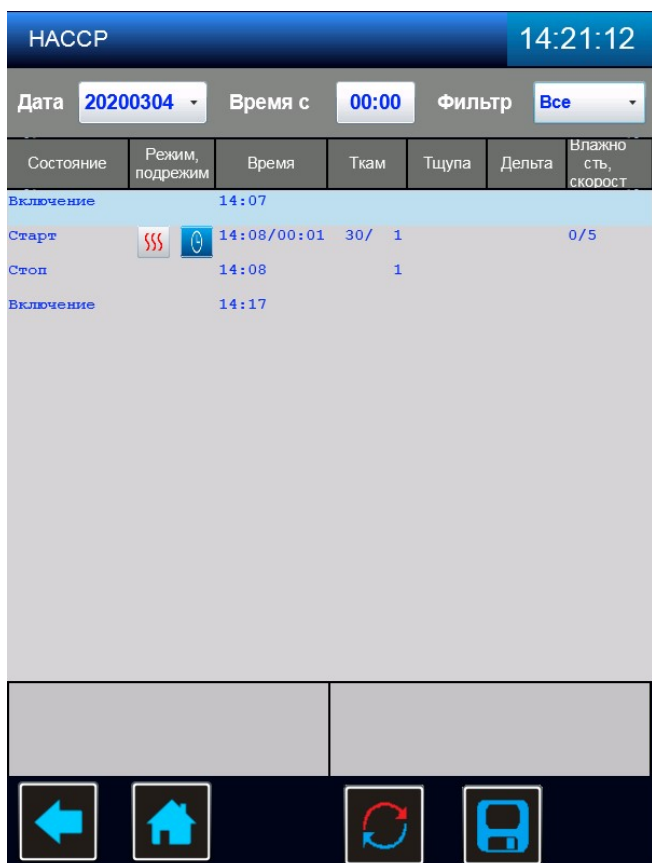 НАССР 14:21:12
Дата 20200304 Время с 00:00 Фильтр Все
Состояние Режим, подрежим Время Ткам Тщупа Дельта Влажно сть, скорост
Включение 14:07
Старт 14:08/00:01 30/ 1 0/5
Стоп 14:08 1
Включение 14:17